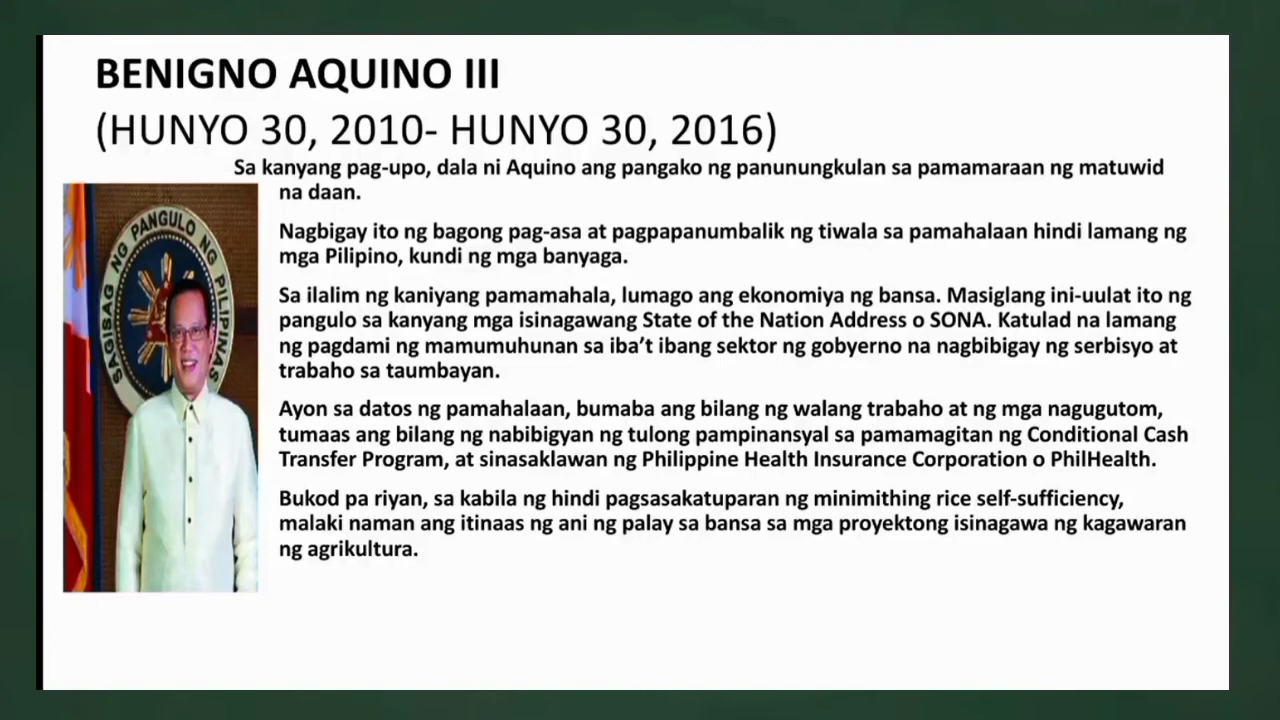 BENIGNO AQUINO III
(HUNYO 30, 2010- HUNYO 30, 2016)
Sa kanyang pag-upo, dala ni Aquino ang pangako ng panunungkulan sa pamamaraan ng matuwid
na daan.
Nagbigay ito ng bagong pag-asa at pagpapanumbalik ng tiwala sa pamahalaan hindi lamang ng
mga Pilipino, kundi ng mga banyaga.
Sa ilalim ng kaniyang pamamahala, lumago ang ekonomiya ng bansa. Masiglang ini-uulat ito ng
pangulo sa kanyang mga isinagawang State of the Nation Address o SONA. Katulad na lamang
ng pagdami ng mamumuhunan sa iba't ibang sektor ng gobyerno na nagbibigay ng serbisyo at
trabaho sa taumbayan.
Ayon sa datos ng pamahalaan, bumaba ang bilang ng walang trabaho at ng mga nagugutom,
tumaas ang bilang ng nabibigyan ng tulong pampinansyal sa pamamagitan ng Conditional Cash
Transfer Program, at sinasaklawan ng Philippine Health Insurance Corporation o PhilHealth.
Bukod pa riyan, sa kabila ng hindi pagsasakatuparan ng minimithing rice self-sufficiency,
malaki naman ang itinaas ng ani ng palay sa bansa sa mga proyektong isinagawa ng kagawaran
ng agrikultura.
SAGISAG NG PANGULO NG PILIPINAS